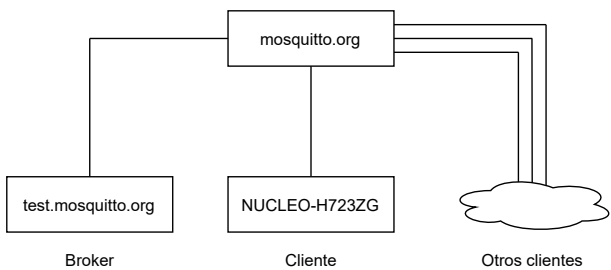 mosquitto.org
test.mosquitto.org
NUCLEO-H723ZG
Broker
Cliente
Otros clientes